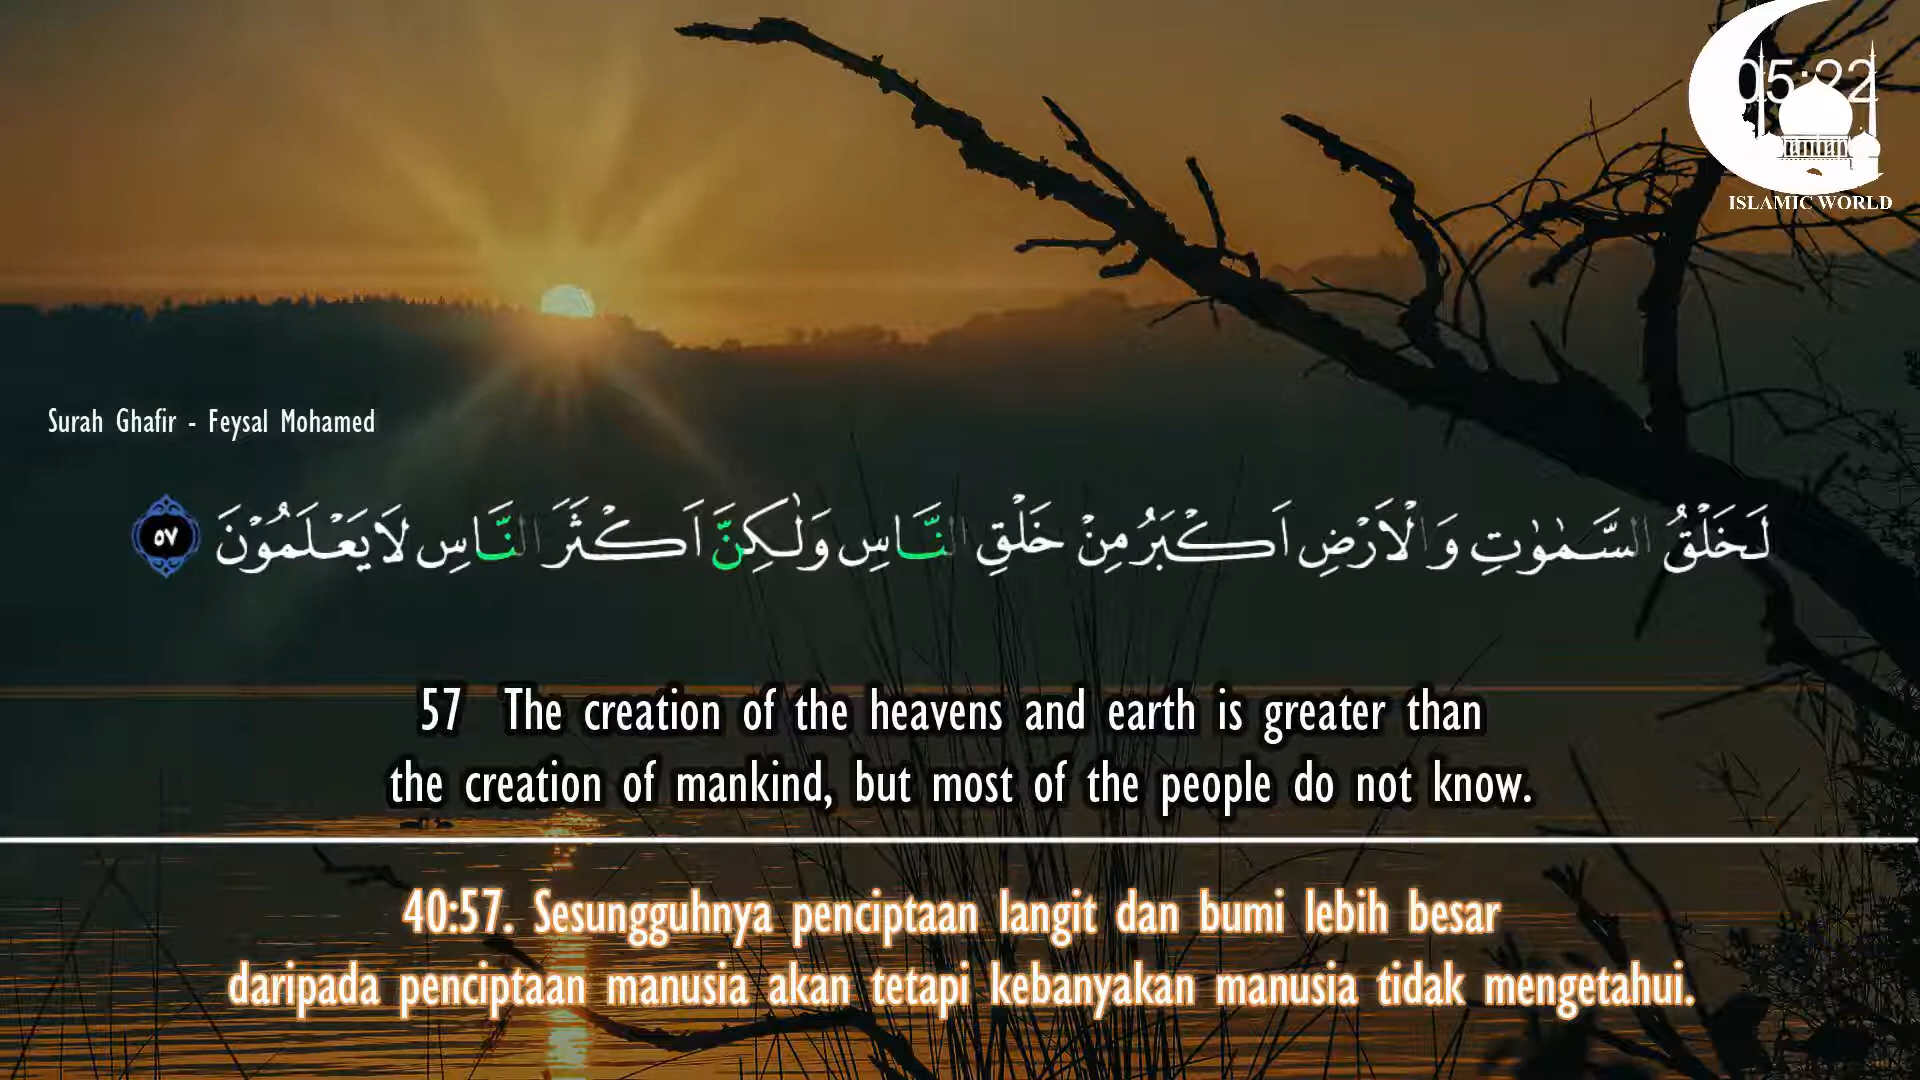 05:22
ISLAMIC WORLD
Surah Ghafir - Feysal Mohamed
لَخَلْقُ السَّمٰوٰتِ وَالْاَرْضِ اَكْبَرُ مِنْ خَلْقِ النَّاسِ وَلٰكِنَّ اَكْثَرَ النَّاسِ لَا يَعْلَمُوْنَ ٥٧
57 The creation of the heavens and earth is greater than
the creation of mankind, but most of the people do not know.
40:57. Sesungguhnya penciptaan langit dan bumi lebih besar
daripada penciptaan manusia akan tetapi kebanyakan manusia tidak mengetahui.